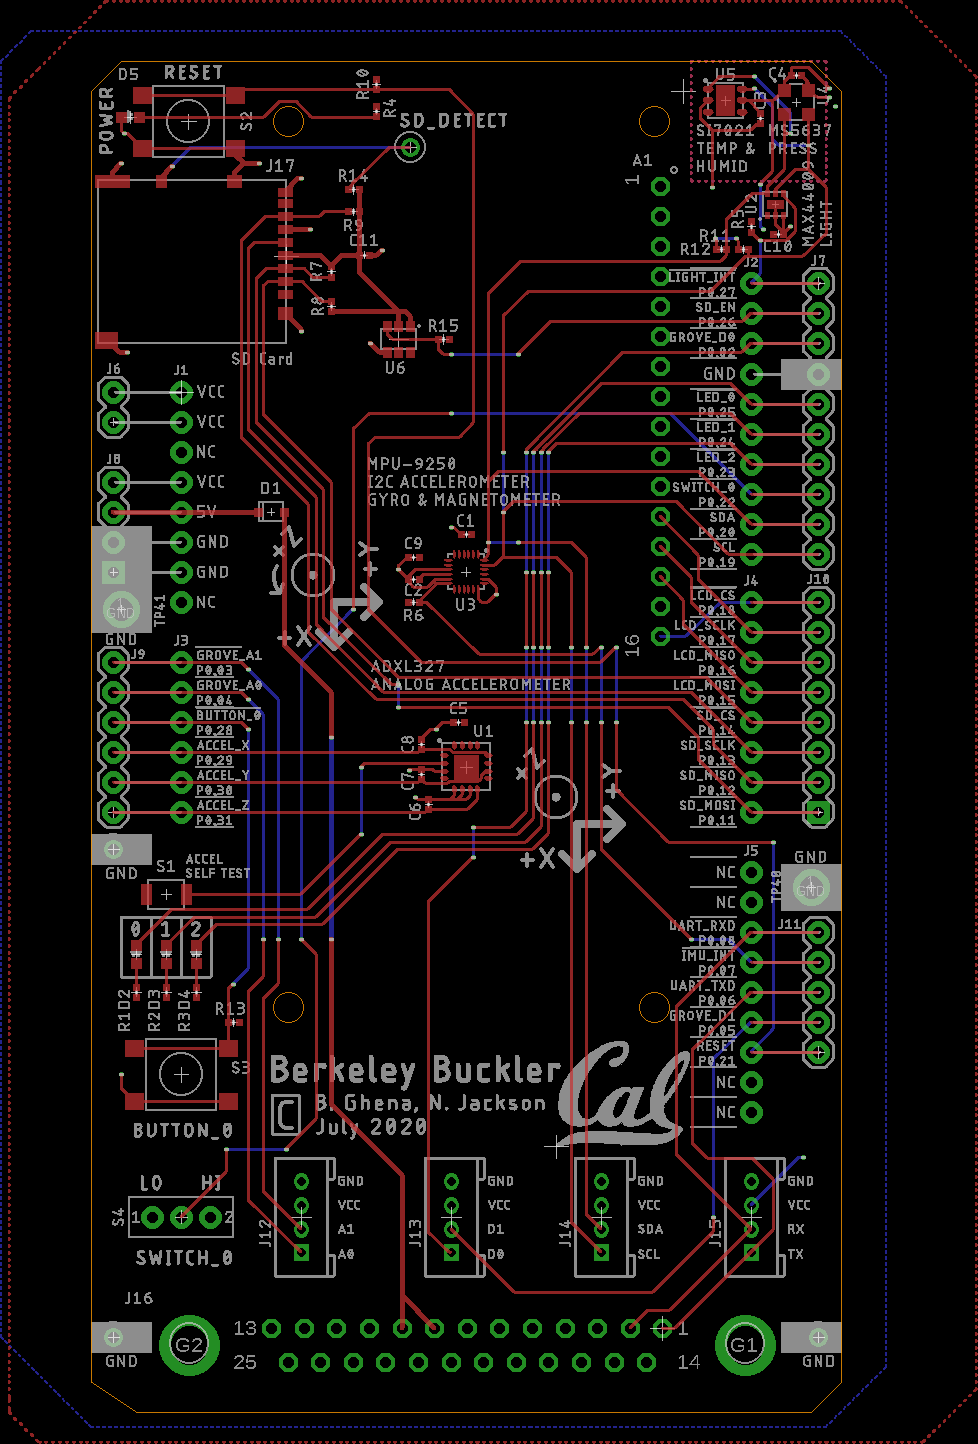 D5 RESET
POWER
S2
R10
R4
SD_DETECT
J17
R14
R9
C11
R7
R8
R15
U6
SD Card
U5
C4
C3
U4
SI7021
TEMP &
HUMID
MS5637
PRESS
A1
1
16
U2
R5
MAX44009
LIGHT
C10
R11
R12
J2
J7
LIGHT_INT
P0.27
SD_EN
P0.26
GROVE_D0
P0.02
GND
LED_0
P0.25
LED_1
P0.24
LED_2
P0.23
SWITCH_0
P0.22
SDA
P0.20
SCL
P0.19
J6
J1
VCC
VCC
NC
VCC
5V
GND
GND
NC
J8
D1
GND
TP41
GND
MPU-9250
I2C ACCELEROMETER
GYRO & MAGNETOMETER
C1
C9
C2
R6
U3
+X
+Y
Z
J4
J10
LCD_CS
P0.18
LCD_SCLK
P0.17
LCD_MISO
P0.16
LCD_MOSI
P0.15
SD_CS
P0.14
SD_SCLK
P0.13
SD_MISO
P0.12
SD_MOSI
P0.11
J9
J3
GROVE_A1
P0.03
GROVE_A0
P0.04
BUTTON_0
P0.28
ACCEL_X
P0.29
ACCEL_Y
P0.30
ACCEL_Z
P0.31
ADXL327
ANALOG ACCELEROMETER
C5
U1
C8
C7
C6
+X
+Y
Z
GND
S1
ACCEL
SELF TEST
0 1 2
R1D2
R2D3
R3D4
R13
S3
BUTTON_0
J5
NC
NC
GND
TP40
GND
J11
UART_RXD
P0.08
IMU_INT
P0.07
UART_TXD
P0.06
GROVE_D1
P0.05
RESET
P0.21
NC
NC
Berkeley Buckler
C
B. Ghena, N. Jackson
July 2020
Cal
LO HI
S4
1 2
SWITCH_0
J12
GND
VCC
A1
A0
J13
GND
VCC
D1
D0
J14
GND
VCC
SDA
SCL
J15
GND
VCC
RX
TX
J16
GND
G2
13
25
1
14
G1
GND